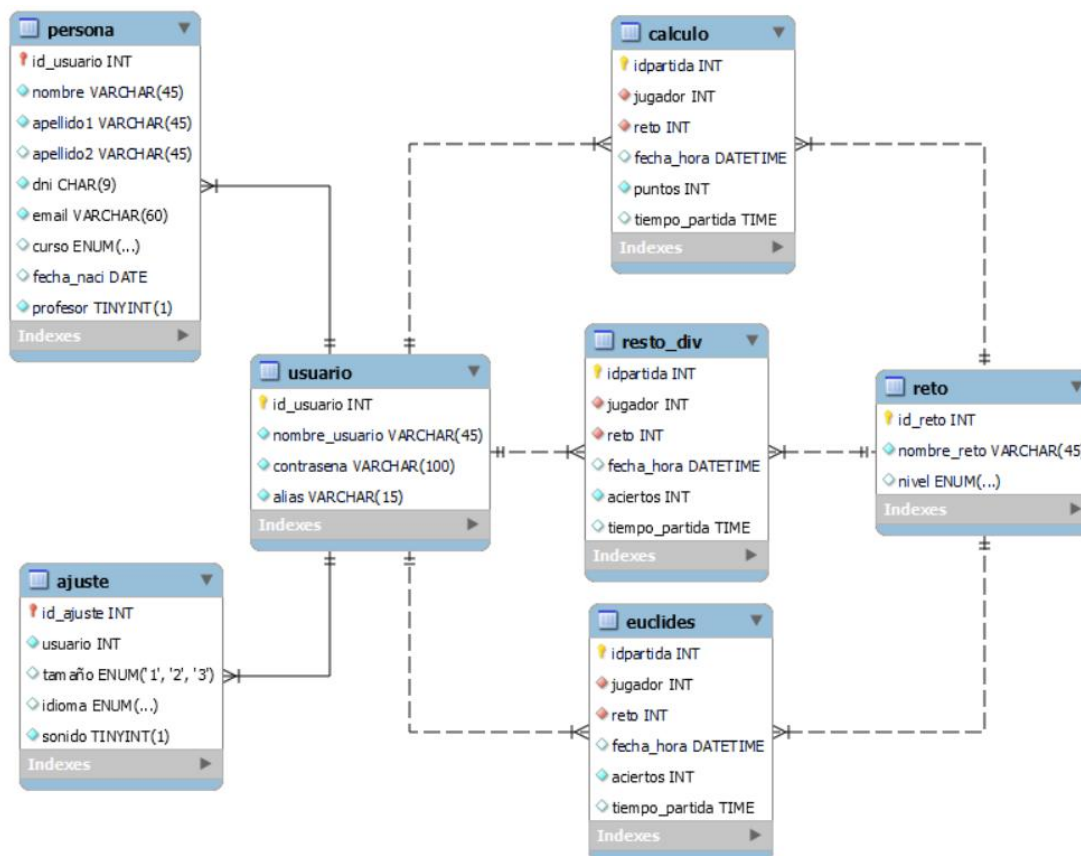 persona
id_usuario INT
nombre VARCHAR(45)
apellido1 VARCHAR(45)
apellido2 VARCHAR(45)
dni CHAR(9)
email VARCHAR(60)
curso ENUM(...)
fecha_naci DATE
profesor TINYINT(1)
Indexes
calculo
idpartida INT
jugador INT
reto INT
fecha_hora DATETIME
puntos INT
tiempo_partida TIME
Indexes
usuario
id_usuario INT
nombre_usuario VARCHAR(45)
contrasena VARCHAR(100)
alias VARCHAR(15)
Indexes
resto_div
idpartida INT
jugador INT
reto INT
fecha_hora DATETIME
aciertos INT
tiempo_partida TIME
Indexes
reto
id_reto INT
nombre_reto VARCHAR(45)
nivel ENUM(...)
Indexes
ajuste
id_ajuste INT
usuario INT
tamaño ENUM('1', '2', '3')
idioma ENUM(...)
sonido TINYINT(1)
Indexes
euclides
idpartida INT
jugador INT
reto INT
fecha_hora DATETIME
aciertos INT
tiempo_partida TIME
Indexes